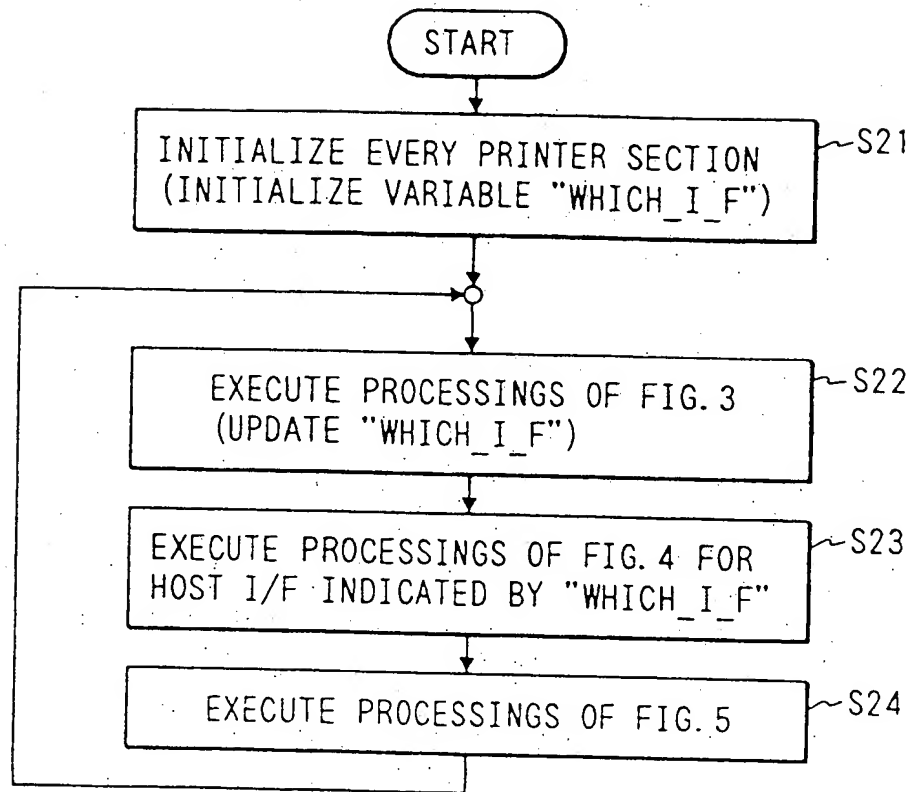 START
INITIALIZE EVERY PRINTER SECTION
(INITIALIZE VARIABLE "WHICH_I_F")
S21
EXECUTE PROCESSINGS OF FIG. 3
(UPDATE "WHICH_I_F")
S22
EXECUTE PROCESSINGS OF FIG. 4 FOR
HOST I/F INDICATED BY "WHICH_I_F"
S23
EXECUTE PROCESSINGS OF FIG. 5
S24